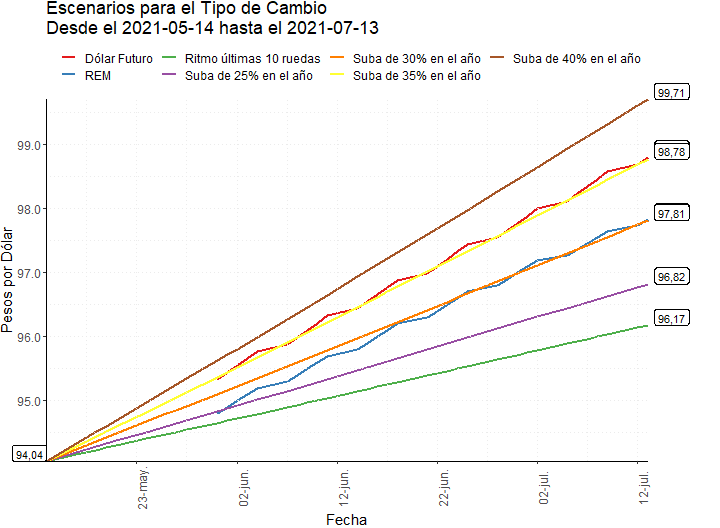 Escenarios para el Tipo de Cambio
Desde el 2021-05-14 hasta el 2021-07-13
Dólar Futuro
Ritmo últimas 10 ruedas
Suba de 30% en el año
Suba de 40% en el año
REM
Suba de 25% en el año
Suba de 35% en el año
99,71
98,78
97,81
96,82
96,17
94,04
99.0
98.0
97.0
96.0
95.0
Pesos por Dólar
23-may.
02-jun.
12-jun.
22-jun.
02-jul.
12-jul.
Fecha